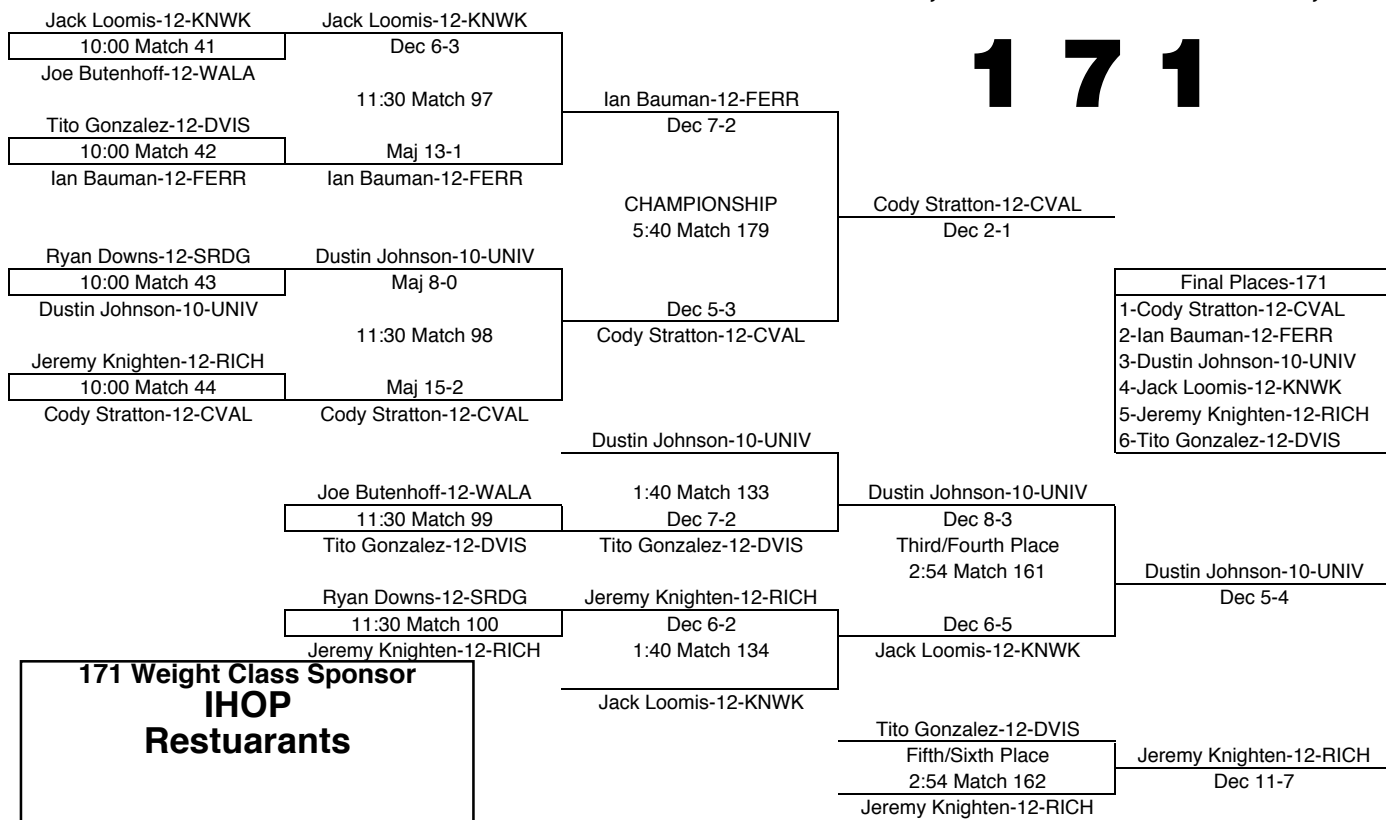 Jack Loomis-12-KNWK
10:00 Match 41
Joe Butenhoff-12-WALA
Tito Gonzalez-12-DVIS
10:00 Match 42
Ian Bauman-12-FERR
Ryan Downs-12-SRDG
10:00 Match 43
Dustin Johnson-10-UNIV
Jeremy Knighten-12-RICH
10:00 Match 44
Cody Stratton-12-CVAL
Jack Loomis-12-KNWK
Dec 6-3
11:30 Match 97
Maj 13-1
Ian Bauman-12-FERR
Dustin Johnson-10-UNIV
Maj 8-0
11:30 Match 98
Maj 15-2
Cody Stratton-12-CVAL
Ian Bauman-12-FERR
Dec 7-2
CHAMPIONSHIP
5:40 Match 179
Dec 5-3
Cody Stratton-12-CVAL
Cody Stratton-12-CVAL
Dec 2-1
1 7 1
Final Places-171
1-Cody Stratton-12-CVAL
2-Ian Bauman-12-FERR
3-Dustin Johnson-10-UNIV
4-Jack Loomis-12-KNWK
5-Jeremy Knighten-12-RICH
6-Tito Gonzalez-12-DVIS
Joe Butenhoff-12-WALA
11:30 Match 99
Tito Gonzalez-12-DVIS
Ryan Downs-12-SRDG
11:30 Match 100
Jeremy Knighten-12-RICH
Dustin Johnson-10-UNIV
1:40 Match 133
Dec 7-2
Tito Gonzalez-12-DVIS
Jeremy Knighten-12-RICH
Dec 6-2
1:40 Match 134
Jack Loomis-12-KNWK
Dustin Johnson-10-UNIV
Dec 8-3
Third/Fourth Place
2:54 Match 161
Dec 6-5
Jack Loomis-12-KNWK
Dustin Johnson-10-UNIV
Dec 5-4
Tito Gonzalez-12-DVIS
Fifth/Sixth Place
2:54 Match 162
Jeremy Knighten-12-RICH
Jeremy Knighten-12-RICH
Dec 11-7
171 Weight Class Sponsor
IHOP
Restuarants